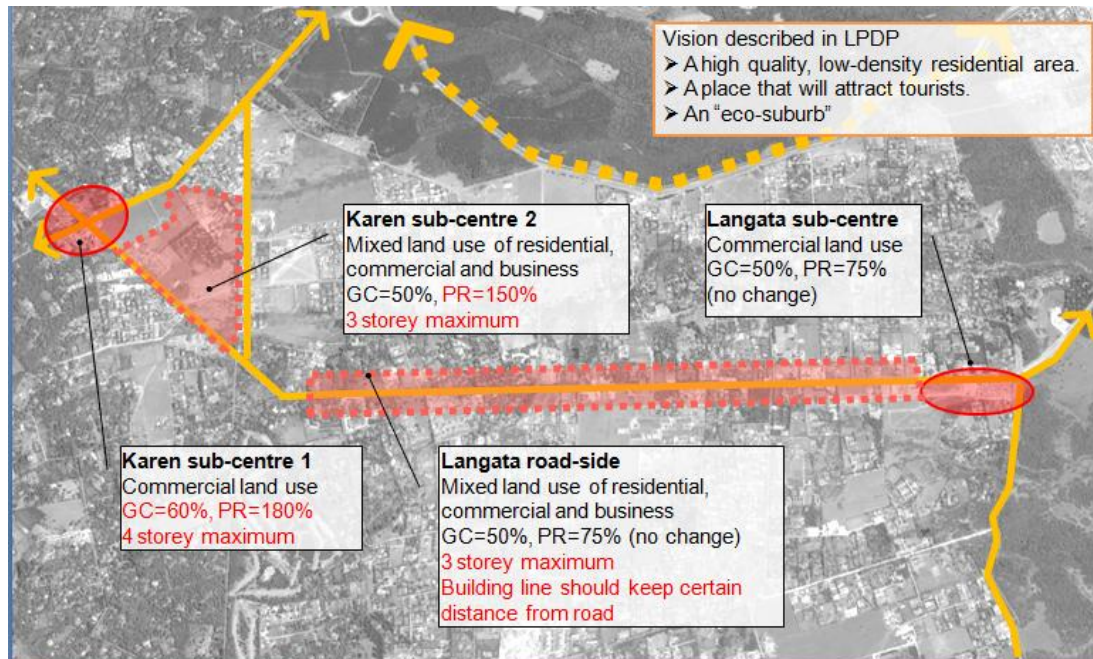 Vision described in LPDP
➢ A high quality, low-density residential area.
➢ A place that will attract tourists.
➢ An “eco-suburb”
Karen sub-centre 2
Mixed land use of residential,
commercial and business
GC=50%, PR=150%
3 storey maximum
Langata sub-centre
Commercial land use
GC=50%, PR=75%
(no change)
Karen sub-centre 1
Commercial land use
GC=60%, PR=180%
4 storey maximum
Langata road-side
Mixed land use of residential,
commercial and business
GC=50%, PR=75% (no change)
3 storey maximum
Building line should keep certain
distance from road